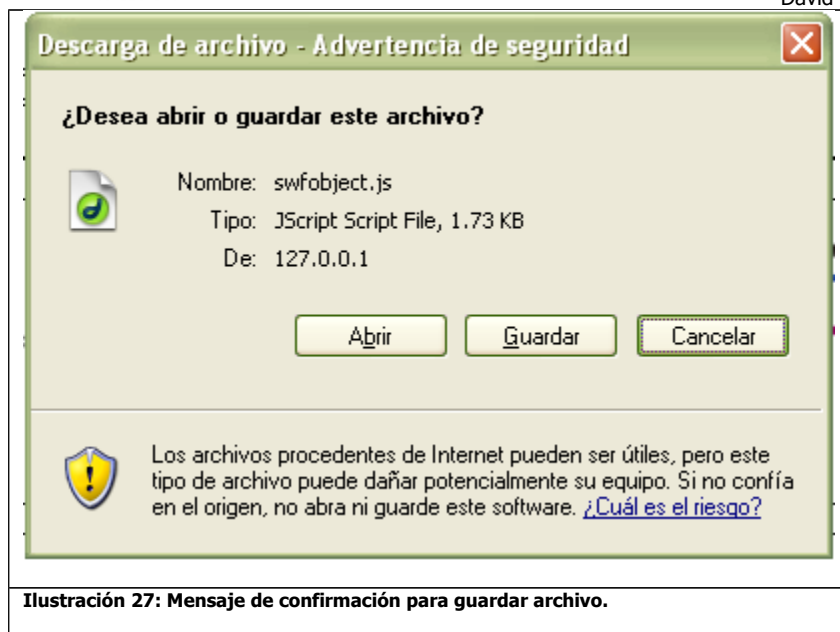 David
Descarga de archivo - Advertencia de seguridad
¿Desea abrir o guardar este archivo?
Nombre: swfobject.js
Tipo: JScript Script File, 1.73 KB
De: 127.0.0.1
Abrir Guardar Cancelar
Los archivos procedentes de Internet pueden ser útiles, pero este
tipo de archivo puede dañar potencialmente su equipo. Si no confía
en el origen, no abra ni guarde este software. ¿Cuál es el riesgo?
Ilustración 27: Mensaje de confirmación para guardar archivo.